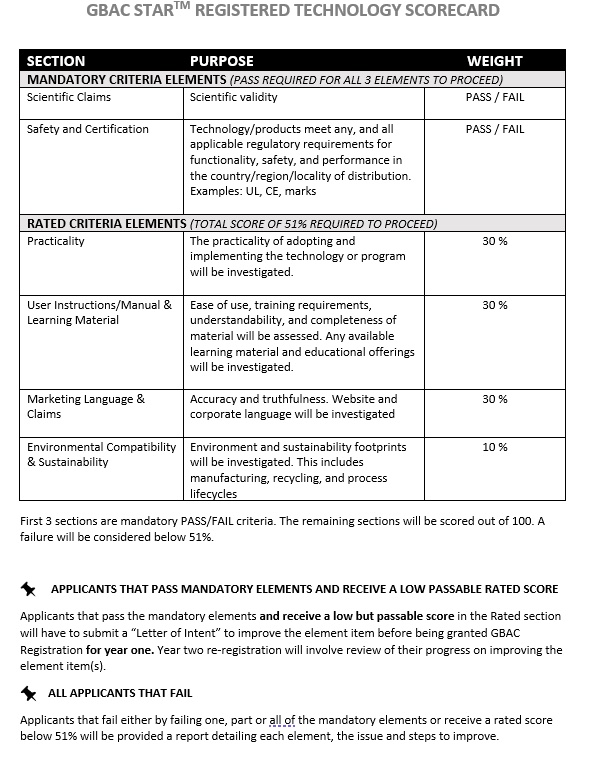 GBAC STAR™ REGISTERED TECHNOLOGY SCORECARD
SECTION PURPOSE WEIGHT
MANDATORY CRITERIA ELEMENTS (PASS REQUIRED FOR ALL 3 ELEMENTS TO PROCEED)
Scientific Claims Scientific validity PASS / FAIL
Safety and Certification Technology/products meet any, and all PASS / FAIL
applicable regulatory requirements for
functionality, safety, and performance in
the country/region/locality of distribution.
Examples: UL, CE, marks
RATED CRITERIA ELEMENTS (TOTAL SCORE OF 51% REQUIRED TO PROCEED)
Practicality The practicality of adopting and 30 %
implementing the technology or program
will be investigated.
User Instructions/Manual & Ease of use, training requirements, 30 %
Learning Material understandability, and completeness of
material will be assessed. Any available
learning material and educational offerings
will be investigated.
Marketing Language & Accuracy and truthfulness. Website and 30 %
Claims corporate language will be investigated
Environmental Compatibility Environment and sustainability footprints 10 %
& Sustainability will be investigated. This includes
manufacturing, recycling, and process
lifecycles
First 3 sections are mandatory PASS/FAIL criteria. The remaining sections will be scored out of 100. A
failure will be considered below 51%.
APPLICANTS THAT PASS MANDATORY ELEMENTS AND RECEIVE A LOW PASSABLE RATED SCORE
Applicants that pass the mandatory elements and receive a low but passable score in the Rated section
will have to submit a “Letter of Intent” to improve the element item before being granted GBAC
Registration for year one. Year two re-registration will involve review of their progress on improving the
element item(s).
ALL APPLICANTS THAT FAIL
Applicants that fail either by failing one, part or all of the mandatory elements or receive a rated score
below 51% will be provided a report detailing each element, the issue and steps to improve.